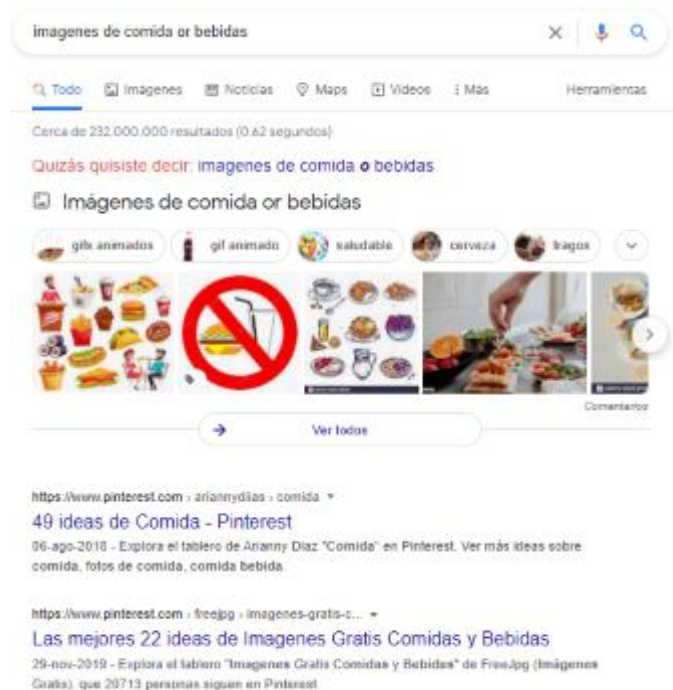 imagenes de comida or bebidas
Todo Imágenes Noticias Maps Videos Más Herramientas
Cerca de 232.000.000 resultados (0.62 segundos)
Quizás quisiste decir: imagenes de comida o bebidas
Imágenes de comida or bebidas
gifs animados gif animado saludable cerveza tragos
Comentarios
Ver todos
https://www.pinterest.com › ariannydiias › comida
49 ideas de Comida - Pinterest
06-ago-2018 - Explora el tablero de Arianny Diaz "Comida" en Pinterest. Ver más ideas sobre
comida, fotos de comida, comida bebida.
https://www.pinterest.com › freejpg › imagenes-gratis-c...
Las mejores 22 ideas de Imagenes Gratis Comidas y Bebidas
29-nov-2019 - Explora el tablero "Imagenes Gratis Comidas y Bebidas" de FreeJpg (Imágenes
Gratis), que 20713 personas siguen en Pinterest